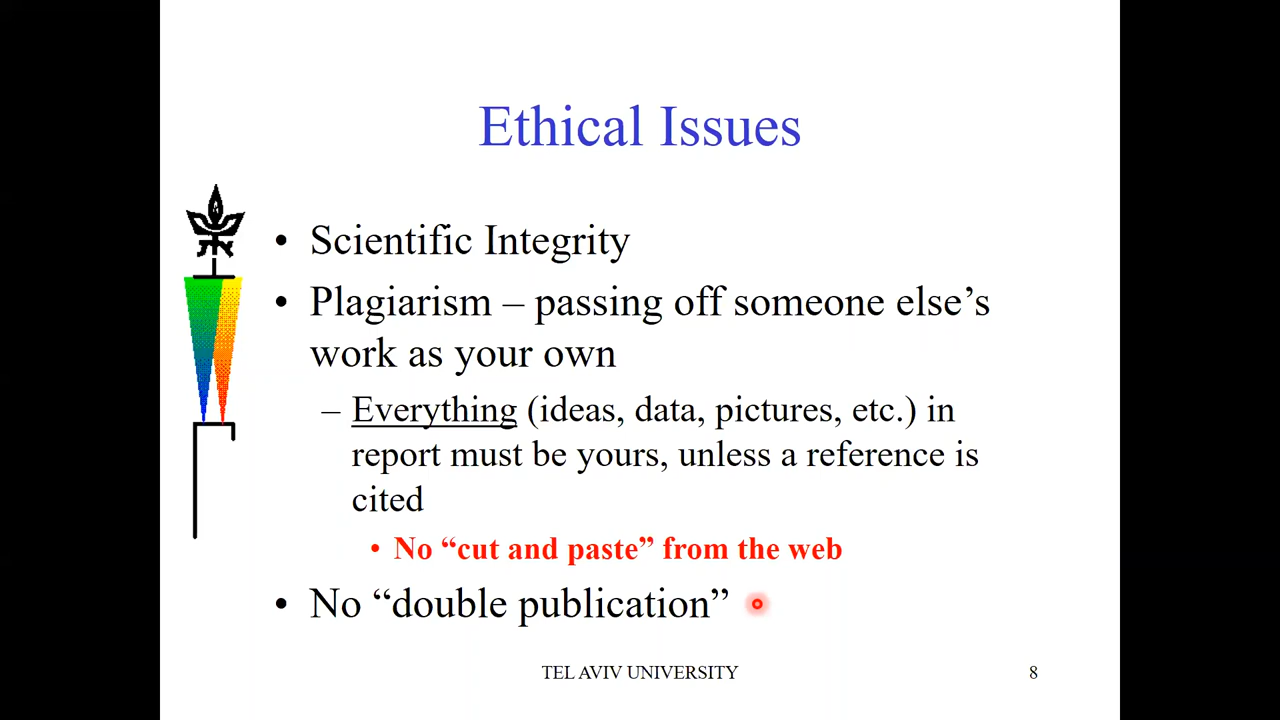 Ethical Issues
• Scientific Integrity
• Plagiarism – passing off someone else’s
work as your own
– Everything (ideas, data, pictures, etc.) in
report must be yours, unless a reference is
cited
• No “cut and paste” from the web
• No “double publication”
TEL AVIV UNIVERSITY
8